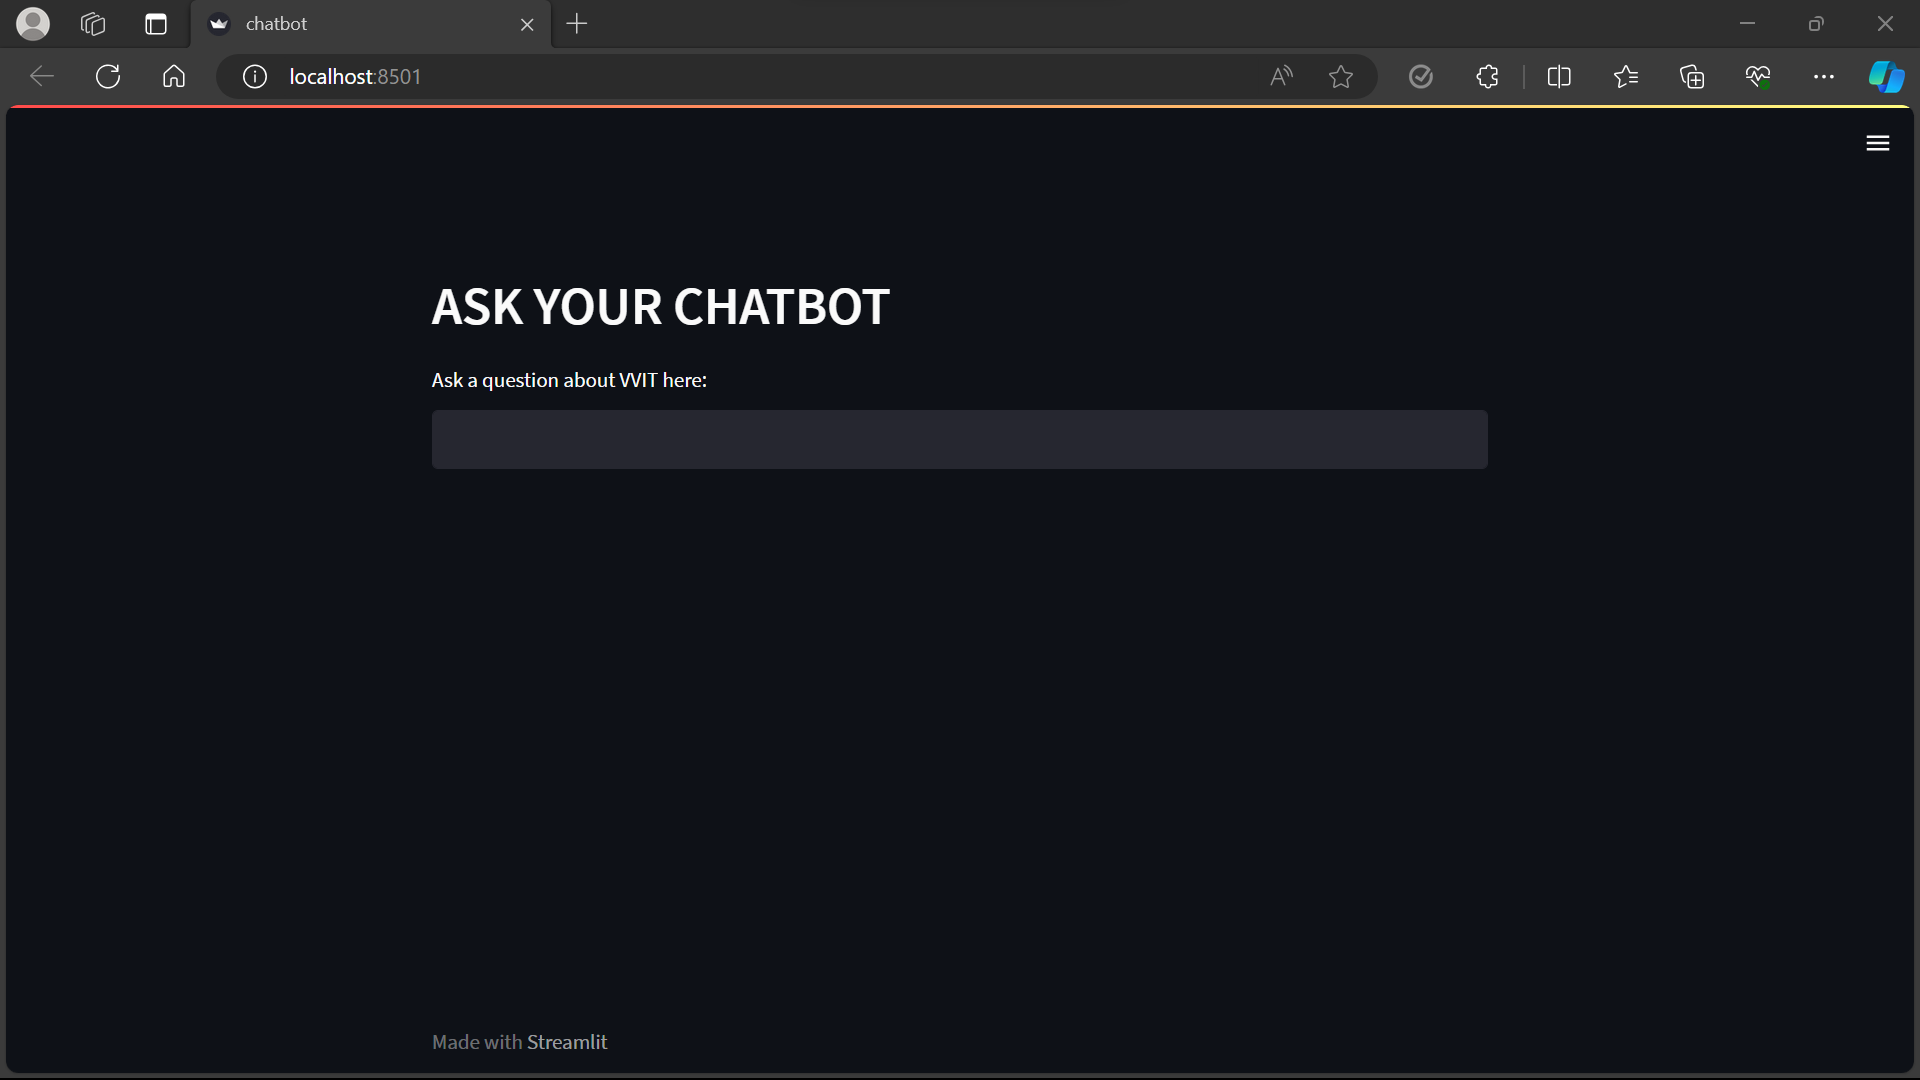 chatbot
localhost:8501
ASK YOUR CHATBOT
Ask a question about VVIT here:
Made with Streamlit